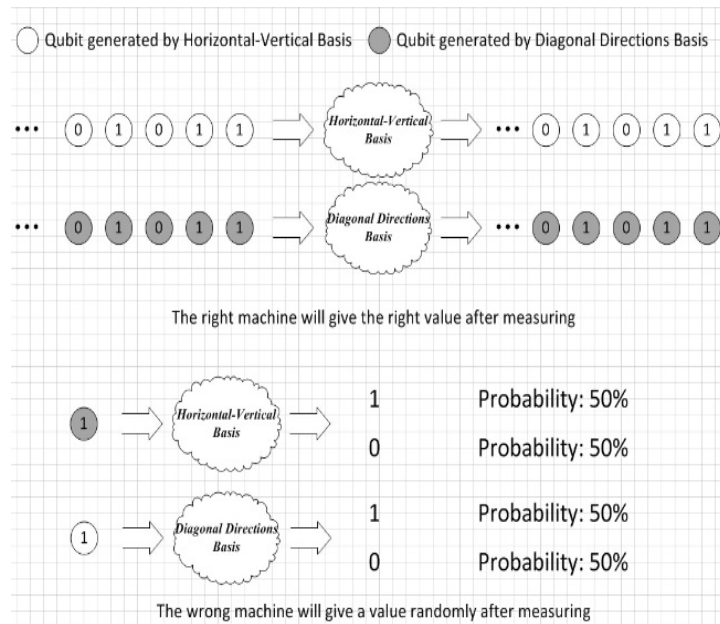 Qubit generated by Horizontal-Vertical Basis Qubit generated by Diagonal Directions Basis
••• 0 1 0 1 1 Horizontal-Vertical Basis ••• 0 1 0 1 1
••• 0 1 0 1 1 Diagonal Directions Basis ••• 0 1 0 1 1
The right machine will give the right value after measuring
1 Horizontal-Vertical Basis
1 Probability: 50%
0 Probability: 50%
1 Diagonal Directions Basis
1 Probability: 50%
0 Probability: 50%
The wrong machine will give a value randomly after measuring